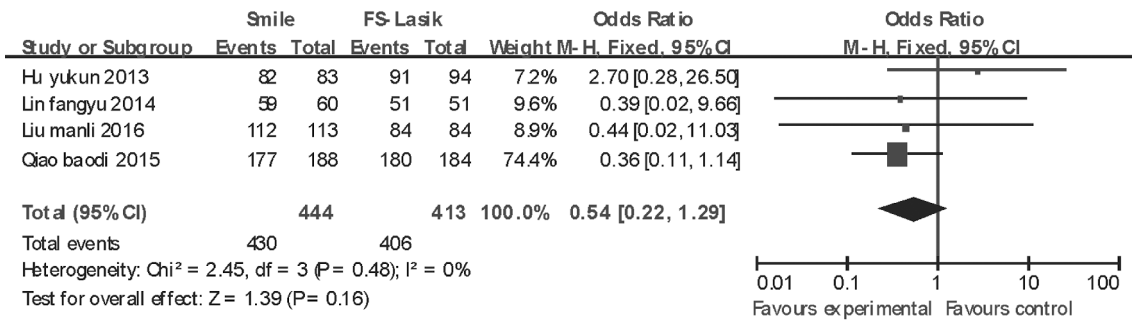 Smile FS-Lasik Odds Ratio Odds Ratio
Study or Subgroup Events Total Events Total Weight M-H, Fixed, 95% CI M-H, Fixed, 95% CI
Hu yukun 2013 82 83 91 94 7.2% 2.70 [0.28, 26.50]
Lin fangyu 2014 59 60 51 51 9.6% 0.39 [0.02, 9.66]
Liu manli 2016 112 113 84 84 8.9% 0.44 [0.02, 11.03]
Qiao baodi 2015 177 188 180 184 74.4% 0.36 [0.11, 1.14]
Total (95% CI) 444 413 100.0% 0.54 [0.22, 1.29]
Total events 430 406
Heterogeneity: Chi² = 2.45, df = 3 (P = 0.48); I² = 0%
Test for overall effect: Z = 1.39 (P = 0.16)
0.01 0.1 1 10 100
Favours experimental Favours control